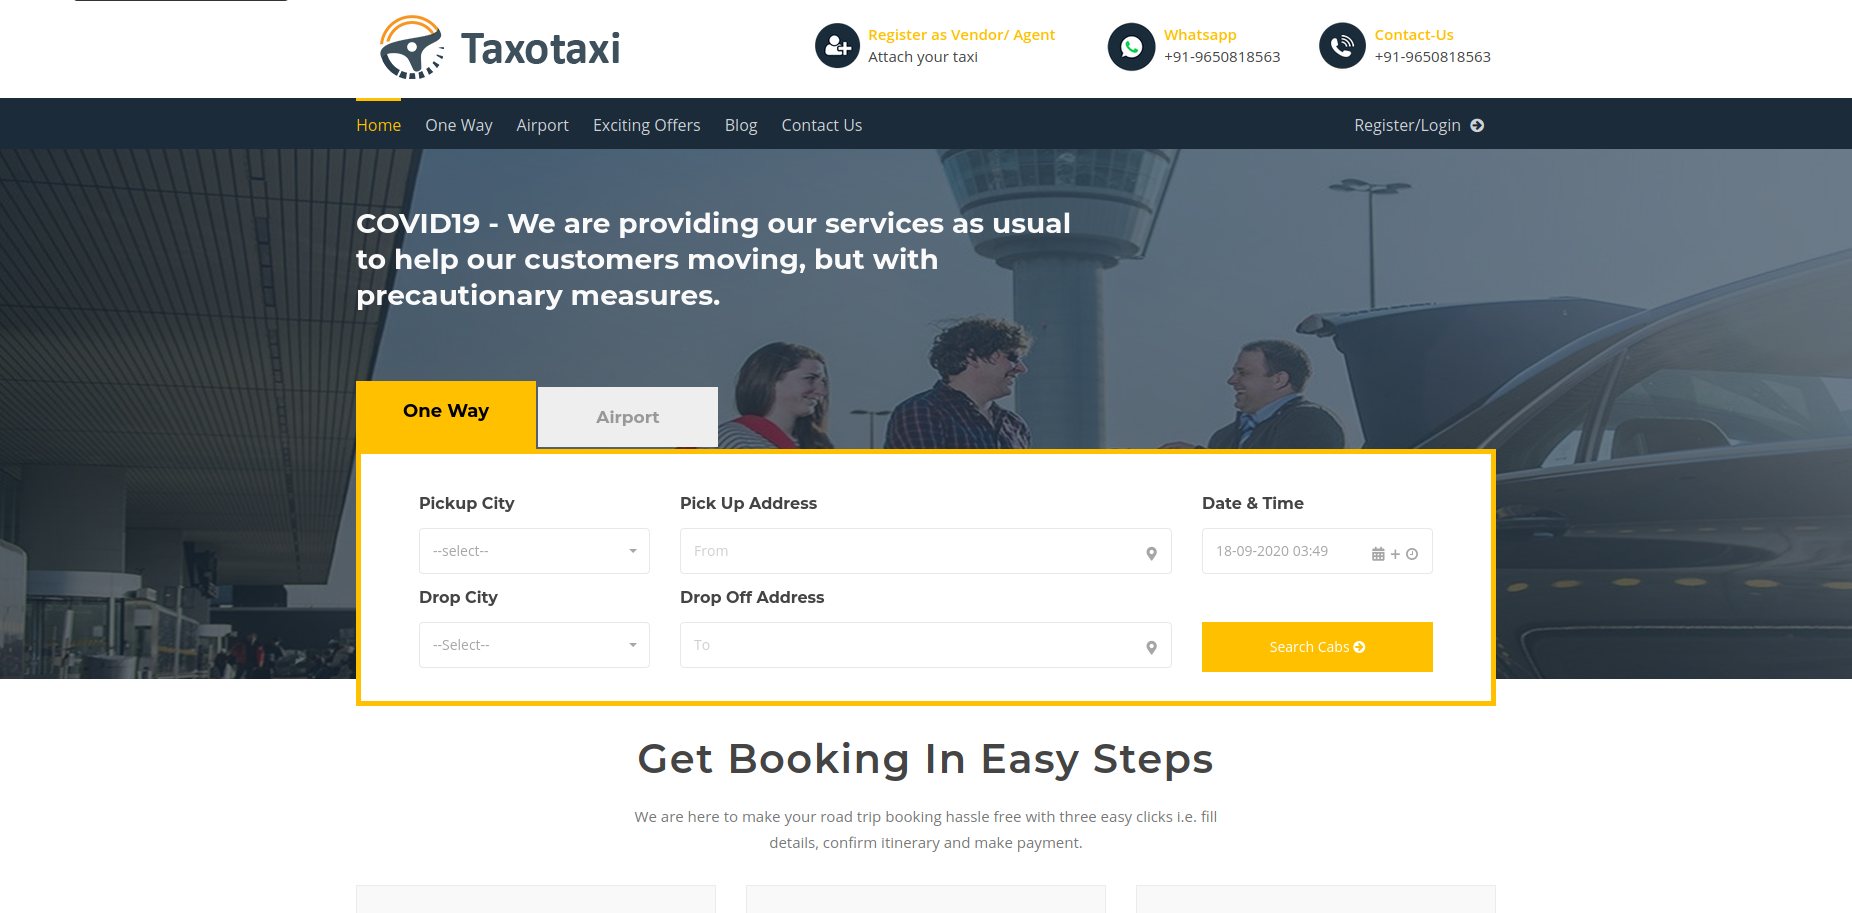 Taxotaxi
Register as Vendor/ Agent
Attach your taxi
Whatsapp
+91-9650818563
Contact-Us
+91-9650818563
Home
One Way
Airport
Exciting Offers
Blog
Contact Us
Register/Login
COVID19 - We are providing our services as usual
to help our customers moving, but with
precautionary measures.
One Way
Airport
Pickup City
Pick Up Address
Date & Time
--select--
From
18-09-2020 03:49
Drop City
Drop Off Address
--Select--
To
Search Cabs
Get Booking In Easy Steps
We are here to make your road trip booking hassle free with three easy clicks i.e. fill
details, confirm itinerary and make payment.